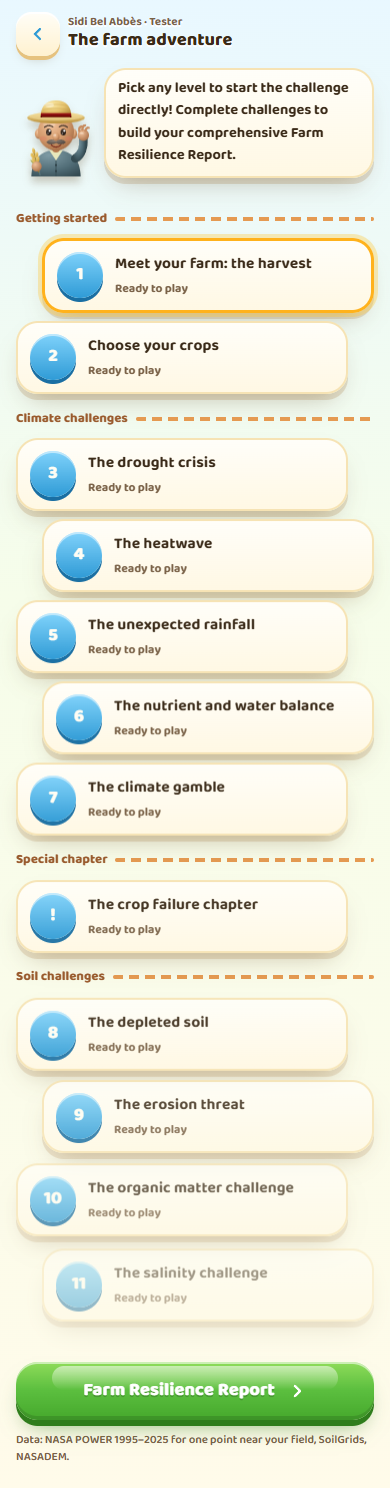 Sidi Bel Abbès · Tester
The farm adventure
Pick any level to start the challenge
directly! Complete challenges to
build your comprehensive Farm
Resilience Report.
Getting started
1
Meet your farm: the harvest
Ready to play
2
Choose your crops
Ready to play
Climate challenges
3
The drought crisis
Ready to play
4
The heatwave
Ready to play
5
The unexpected rainfall
Ready to play
6
The nutrient and water balance
Ready to play
7
The climate gamble
Ready to play
Special chapter
!
The crop failure chapter
Ready to play
Soil challenges
8
The depleted soil
Ready to play
9
The erosion threat
Ready to play
10
The organic matter challenge
Ready to play
11
The salinity challenge
Ready to play
Farm Resilience Report
Data: NASA POWER 1995–2025 for one point near your field, SoilGrids,
NASADEM.